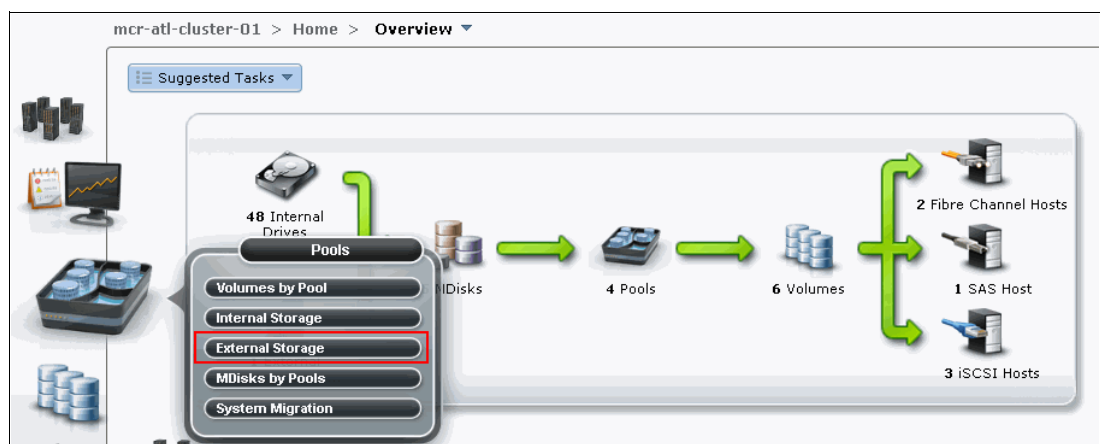 mcr-atl-cluster-01 > Home > Overview
Suggested Tasks
48 Internal
Drives
2 Fibre Channel Hosts
Pools
Volumes by Pool
MDisks
4 Pools
6 Volumes
1 SAS Host
Internal Storage
External Storage
MDisks by Pools
3 iSCSI Hosts
System Migration